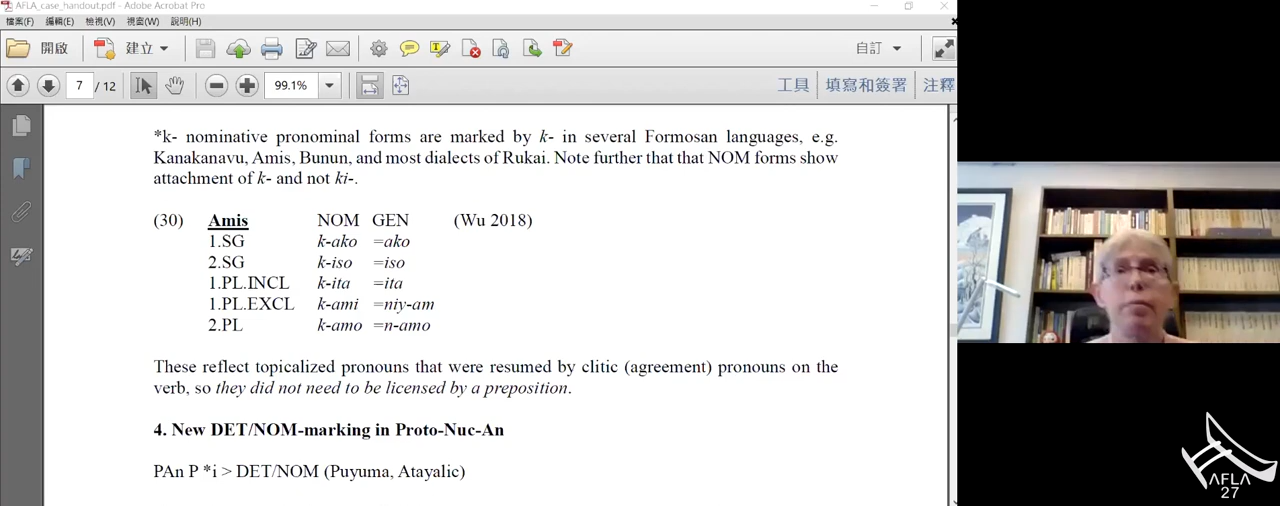 AFLA_case_handout.pdf - Adobe Acrobat Pro
檔案(F) 編輯(E) 檢視(V) 視窗(W) 說明(H)
開啟 建立 自訂
7 / 12 99.1% 工具 填寫和簽署 注釋
*k- nominative pronominal forms are marked by k- in several Formosan languages, e.g.
Kanakanavu, Amis, Bunun, and most dialects of Rukai. Note further that that NOM forms show
attachment of k- and not ki-.
(30) Amis NOM GEN (Wu 2018)
1.SG k-ako =ako
2.SG k-iso =iso
1.PL.INCL k-ita =ita
1.PL.EXCL k-ami =niy-am
2.PL k-amo =n-amo
These reflect topicalized pronouns that were resumed by clitic (agreement) pronouns on the
verb, so they did not need to be licensed by a preposition.
4. New DET/NOM-marking in Proto-Nuc-An
PAn P *i > DET/NOM (Puyuma, Atayalic)
AFLA
27